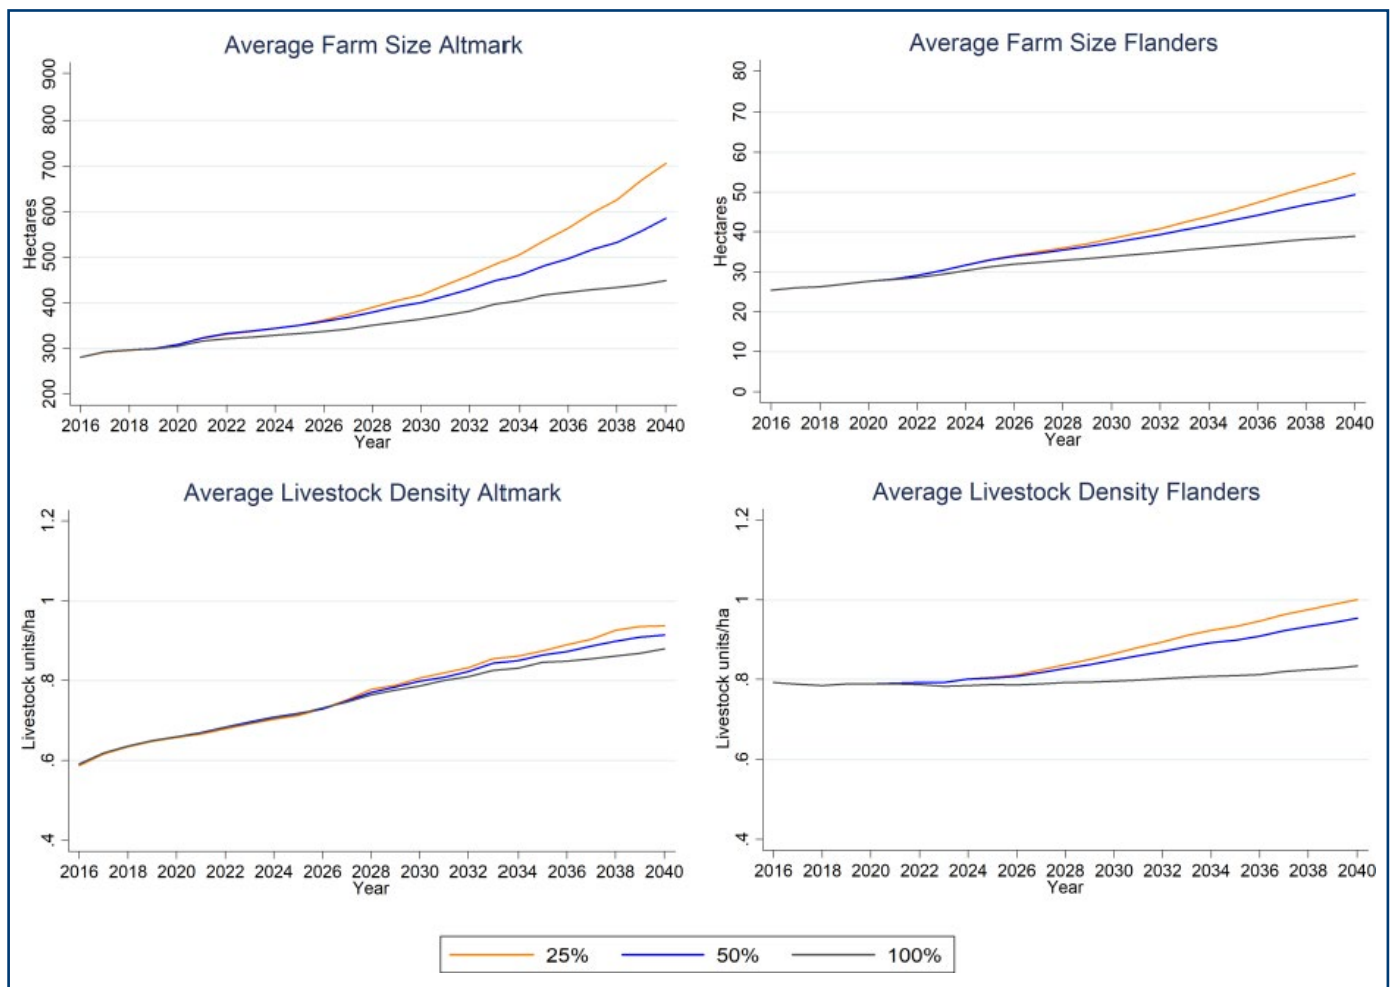 Average Farm Size Altmark
Hectares
900
800
700
600
500
400
300
200
2016 2018 2020 2022 2024 2026 2028 2030 2032 2034 2036 2038 2040
Year
Average Farm Size Flanders
Hectares
80
70
60
50
40
30
20
10
0
2016 2018 2020 2022 2024 2026 2028 2030 2032 2034 2036 2038 2040
Year
Average Livestock Density Altmark
Livestock units/ha
1.2
1
.8
.6
.4
2016 2018 2020 2022 2024 2026 2028 2030 2032 2034 2036 2038 2040
Year
Average Livestock Density Flanders
Livestock units/ha
1.2
1
.8
.6
.4
2016 2018 2020 2022 2024 2026 2028 2030 2032 2034 2036 2038 2040
Year
25% 50% 100%